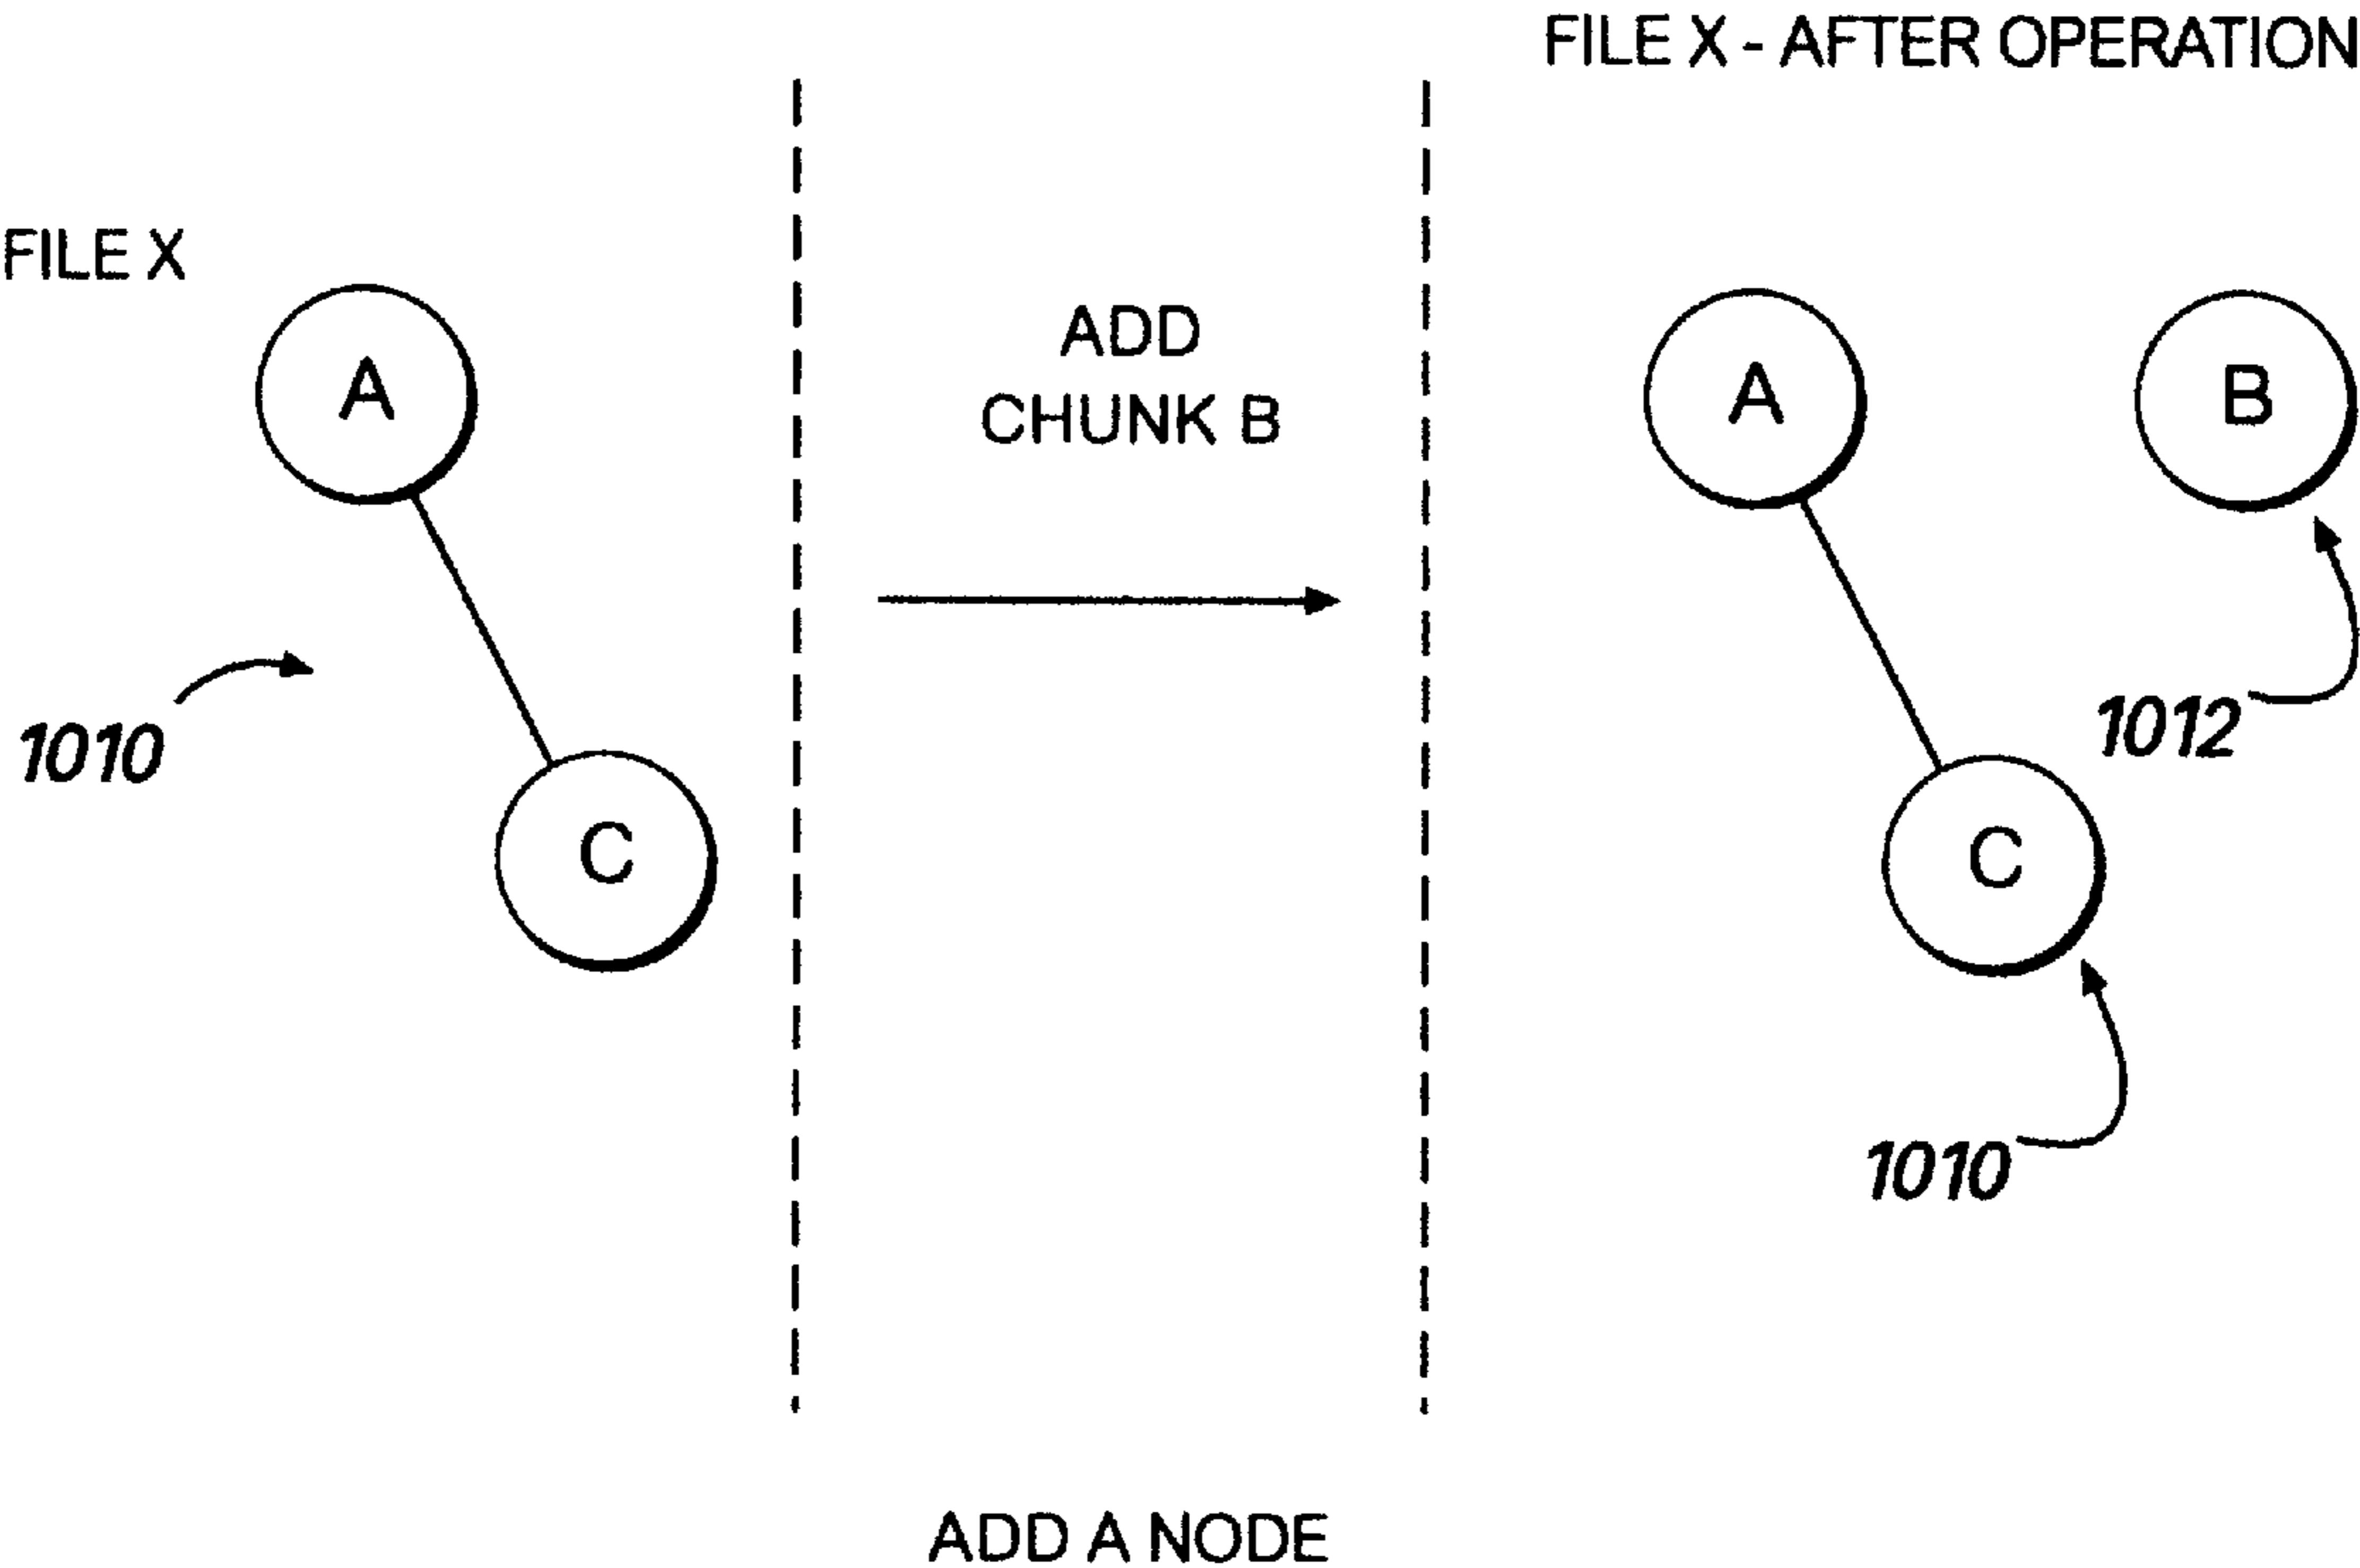 FILE X - AFTER OPERATION
FILE X
A
1010
C
ADD
CHUNK B
A
B
1012
C
1010
ADD A NODE